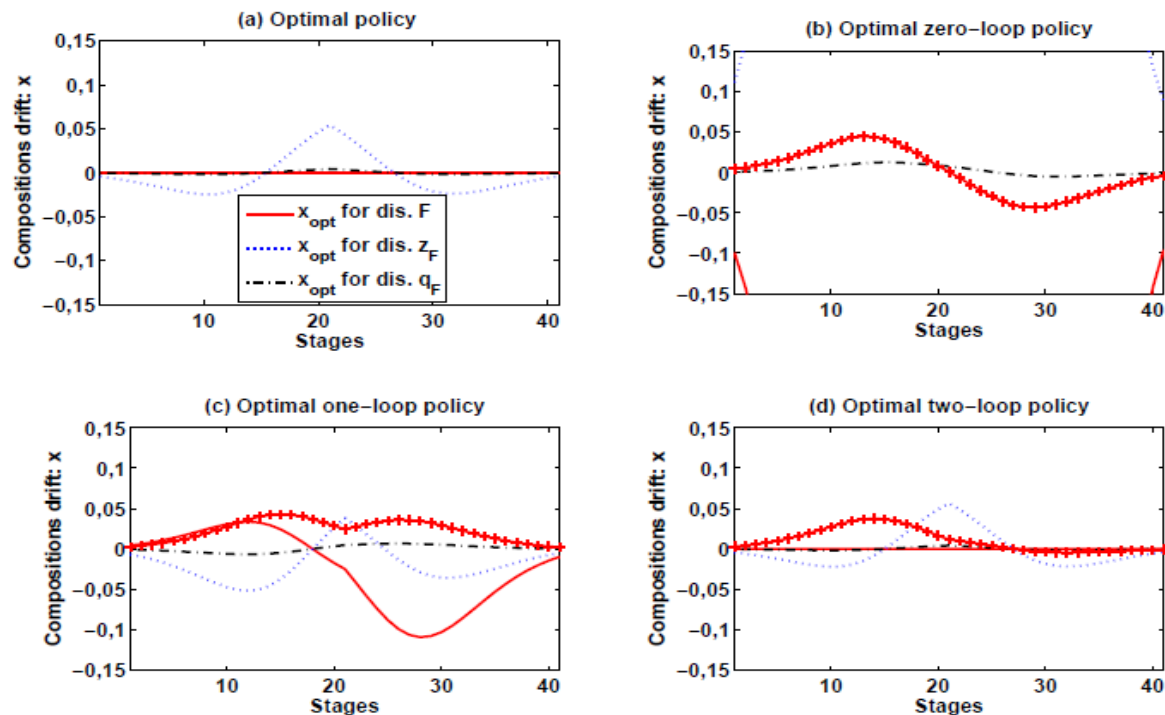 (a) Optimal policy
Compositions drift: x
0,15
0,1
0,05
0
−0,05
−0,1
−0,15
x_opt for dis. F
x_opt for dis. z_F
x_opt for dis. q_F
10 20 30 40
Stages
(b) Optimal zero−loop policy
Compositions drift: x
0,15
0,1
0,05
0
−0,05
−0,1
−0,15
10 20 30 40
Stages
(c) Optimal one−loop policy
Compositions drift: x
0,15
0,1
0,05
0
−0,05
−0,1
−0,15
10 20 30 40
Stages
(d) Optimal two−loop policy
Compositions drift: x
0,15
0,1
0,05
0
−0,05
−0,1
−0,15
10 20 30 40
Stages